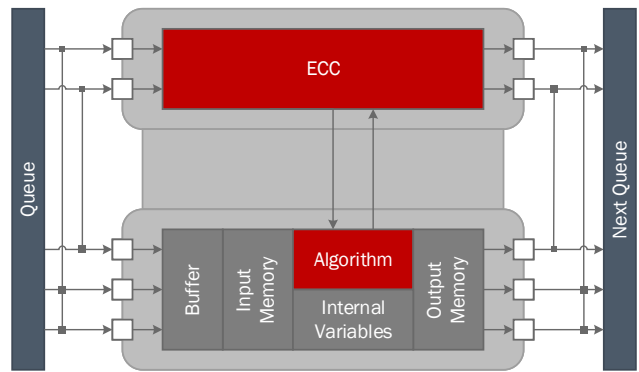 Queue
ECC
Next Queue
Buffer
Input
Memory
Algorithm
Internal
Variables
Output
Memory